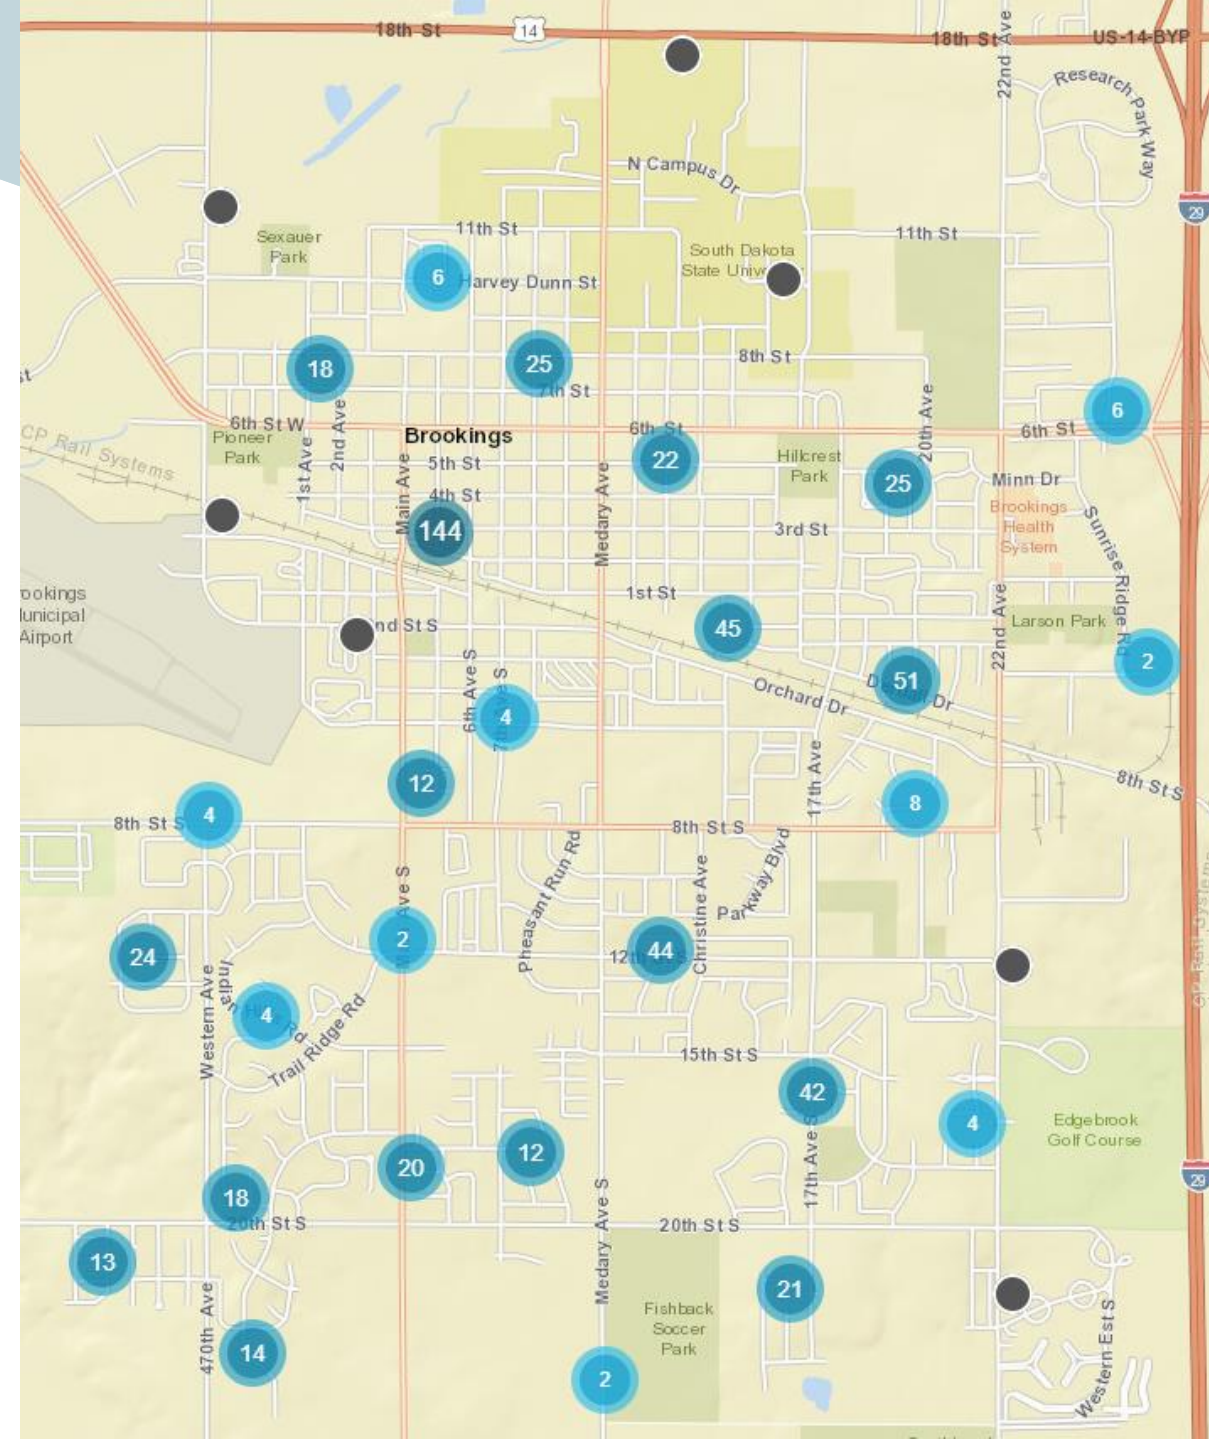 18th St
14
18th St
US-14-BYP
22nd Ave
Research Park Way
N Campus Dr
29
11th St
Sexauer
Park
11th St
South Dakota
State
6
Harvey Dunn St
18
25
8th St
7th St
6
6th St W
2nd Ave
Brookings
6th St
20th Ave
6th St
CP Rail Systems
Pioneer
Park
1st Ave
5th St
22
Hillcrest
Park
25
Minn Dr
4th St
Main Ave
Medary Ave
144
3rd St
Brookings
Health
System
Sunrise Ridge Rd
1st St
22nd Ave
Airport
nd St S
45
Larson Park
2
6th Ave S
51
Orchard Dr
4
12
17th Ave
8
8th St S
4
8th St S
8th St S
Pheasant Run Rd
Christine Ave
Parkway Blvd
Ave S
2
24
44
Western Ave
4
Trail Ridge Rd
15th St S
42
4
Edgebrook
Golf Course
17th Ave S
12
20
18
29
20th St S
20th St S
Medary Ave S
13
21
470th Ave
Fishback
Soccer
Park
14
2
Western Est S